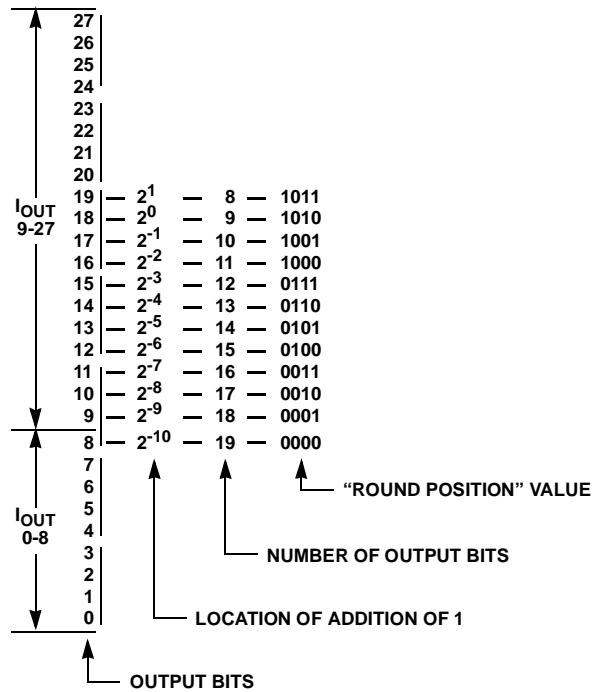 27
26
25
24
23
22
21
20
19 — 2^1 — 8 — 1011
I_OUT 18 — 2^0 — 9 — 1010
9-27 17 — 2^-1 — 10 — 1001
16 — 2^-2 — 11 — 1000
15 — 2^-3 — 12 — 0111
14 — 2^-4 — 13 — 0110
13 — 2^-5 — 14 — 0101
12 — 2^-6 — 15 — 0100
11 — 2^-7 — 16 — 0011
10 — 2^-8 — 17 — 0010
9 — 2^-9 — 18 — 0001
8 — 2^-10 — 19 — 0000
7
6 “ROUND POSITION” VALUE
I_OUT 5
0-8 4
3 NUMBER OF OUTPUT BITS
2
1
0 LOCATION OF ADDITION OF 1
OUTPUT BITS